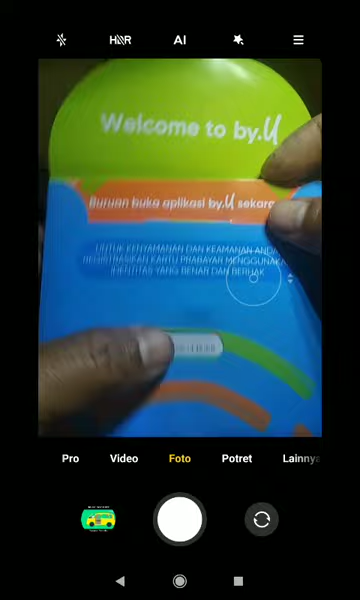 HDR
AI
Welcome to by.U
Buruan buka aplikasi by.U sekara
UNTUK KENYAMANAN DAN KEAMANAN ANDA
REGISTRASIKAN KARTU PRABAYAR MENGGUNAKA
IDENTITAS YANG BENAR DAN BERHAK
Pro Video Foto Potret Lainnya